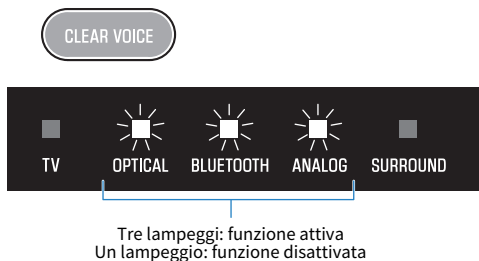 CLEAR VOICE
TV OPTICAL BLUETOOTH ANALOG SURROUND
Tre lampeggi: funzione attiva
Un lampeggio: funzione disattivata